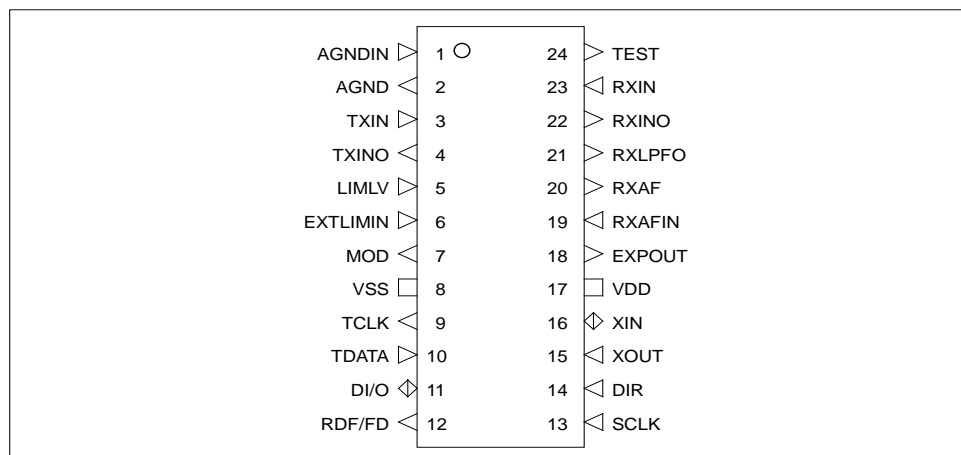 AGNDIN 1 24 TEST
AGND 2 23 RXIN
TXIN 3 22 RXINO
TXINO 4 21 RXLPFO
LIMLV 5 20 RXAF
EXTLIMIN 6 19 RXAFIN
MOD 7 18 EXPOUT
VSS 8 17 VDD
TCLK 9 16 XIN
TDATA 10 15 XOUT
DI/O 11 14 DIR
RDF/FD 12 13 SCLK